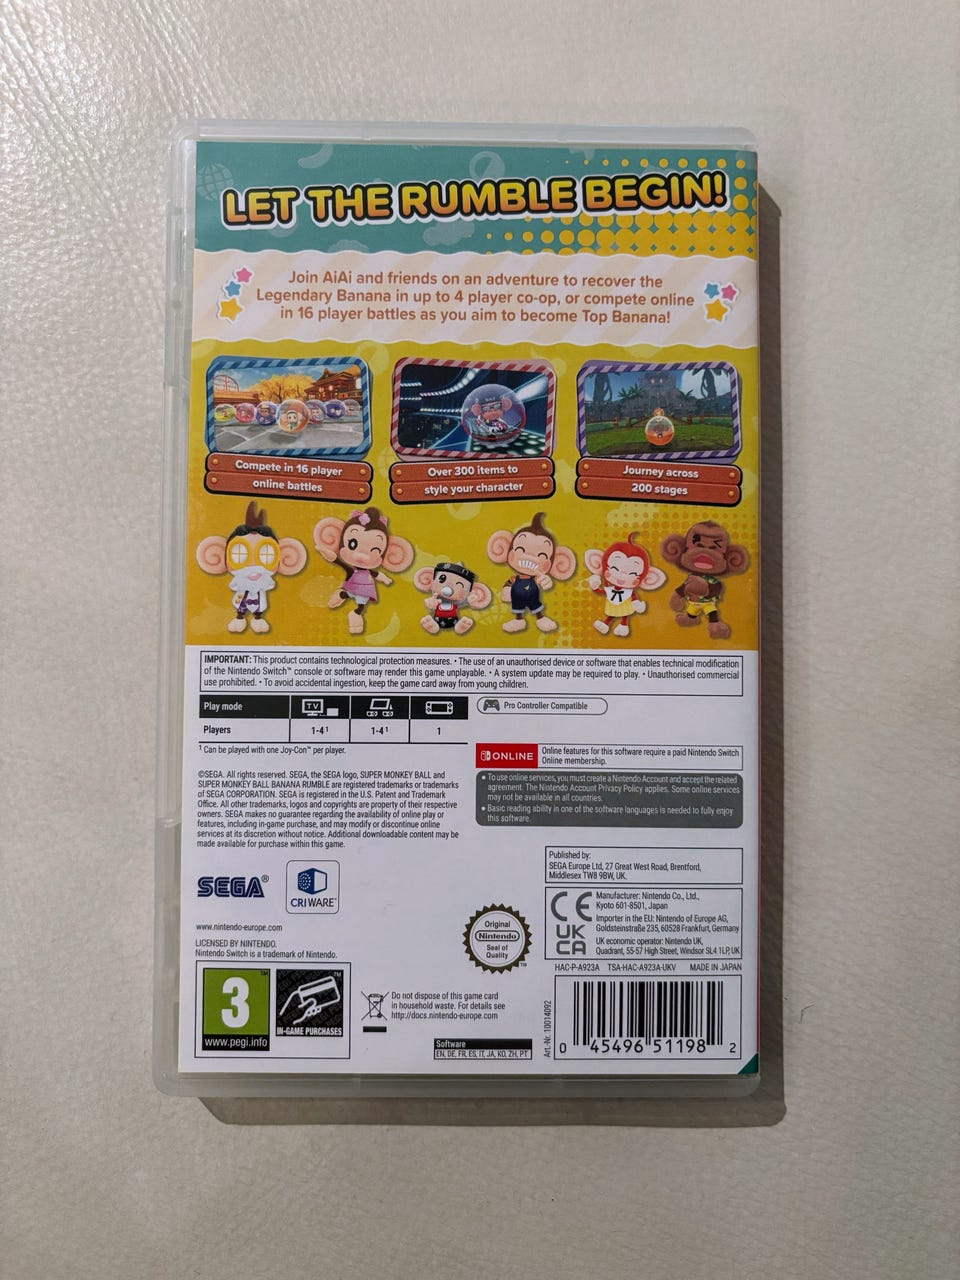 LET THE RUMBLE BEGIN!
Join AiAi and friends on an adventure to recover the
Legendary Banana in up to 4 player co-op, or compete online
in 16 player battles as you aim to become Top Banana!
Compete in 16 player
online battles
Over 300 items to
style your character
Journey across
200 stages
IMPORTANT: This product contains technological protection measures. • The use of an unauthorised device or software that enables technical modification
of the Nintendo Switch™ console or software may render this game unplayable. • A system update may be required to play. • Unauthorised commercial
use prohibited. • To avoid accidental ingestion, keep the game card away from young children.
Play mode TV
Players 1-4¹ 1-4¹ 1
¹ Can be played with one Joy-Con™ per player.
Pro Controller Compatible
ONLINE
Online features for this software require a paid Nintendo Switch
Online membership.
• To use online services, you must create a Nintendo Account and accept the related
agreement. The Nintendo Account Privacy Policy applies. Some online services
may not be available in all countries.
• Basic reading ability in one of the software languages is needed to fully enjoy
this software.
©SEGA. All rights reserved. SEGA, the SEGA logo, SUPER MONKEY BALL and
SUPER MONKEY BALL BANANA RUMBLE are registered trademarks or trademarks
of SEGA CORPORATION. SEGA is registered in the U.S. Patent and Trademark
Office. All other trademarks, logos and copyrights are property of their respective
owners. SEGA makes no guarantee regarding the availability of online play or
features, including in-game purchase, and may modify or discontinue online
services at its discretion without notice. Additional downloadable content may be
made available for purchase within this game.
SEGA®
CRIWARE™
www.nintendo-europe.com
LICENSED BY NINTENDO.
Nintendo Switch is a trademark of Nintendo.
Original
Nintendo
Seal of
Quality
TM
Published by:
SEGA Europe Ltd, 27 Great West Road, Brentford,
Middlesex TW8 9BW, UK.
CE
UK
CA
Manufacturer: Nintendo Co., Ltd.,
Kyoto 601-8501, Japan
Importer in the EU: Nintendo of Europe AG,
Goldsteinstraße 235, 60528 Frankfurt, Germany
UK economic operator: Nintendo UK,
Quadrant, 55-57 High Street, Windsor SL4 1LP, UK
HAC-P-A923A TSA-HAC-A923A-UKV MADE IN JAPAN
3™
www.pegi.info
™
IN-GAME PURCHASES
Do not dispose of this game card
in household waste. For details see
http://docs.nintendo-europe.com
Software
EN, DE, FR, ES, IT, JA, KO, ZH, PT
Art.-Nr. 10014092
0 45496 51198 2